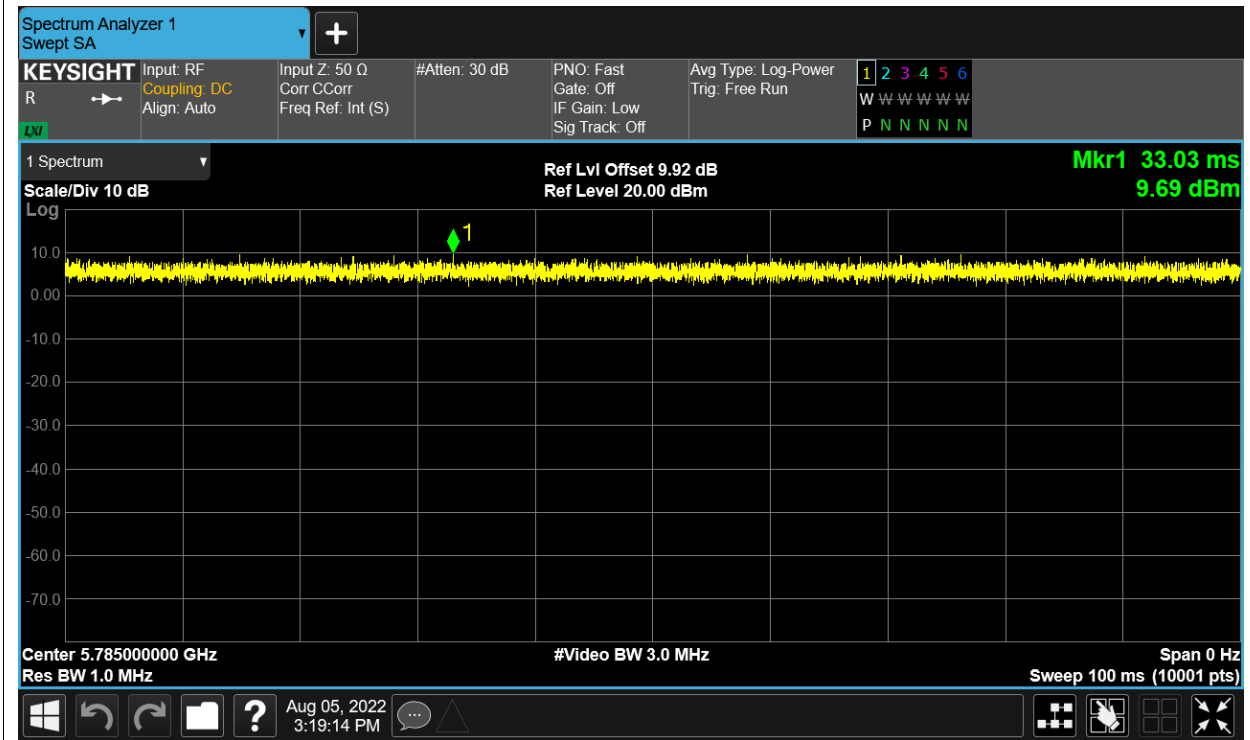 Spectrum Analyzer 1
Swept SA
KEYSIGHT
R
LXI
Input: RF
Coupling: DC
Align: Auto
Input Z: 50 Ω
Corr CCorr
Freq Ref: Int (S)
#Atten: 30 dB
PNO: Fast
Gate: Off
IF Gain: Low
Sig Track: Off
Avg Type: Log-Power
Trig: Free Run
1 2 3 4 5 6
W W W W W W
P N N N N N
1 Spectrum
Scale/Div 10 dB
Ref Lvl Offset 9.92 dB
Ref Level 20.00 dBm
Mkr1 33.03 ms
9.69 dBm
Log
1
10.0
0.00
-10.0
-20.0
-30.0
-40.0
-50.0
-60.0
-70.0
Center 5.785000000 GHz
#Video BW 3.0 MHz
Span 0 Hz
Res BW 1.0 MHz
Sweep 100 ms (10001 pts)
?
Aug 05, 2022
3:19:14 PM